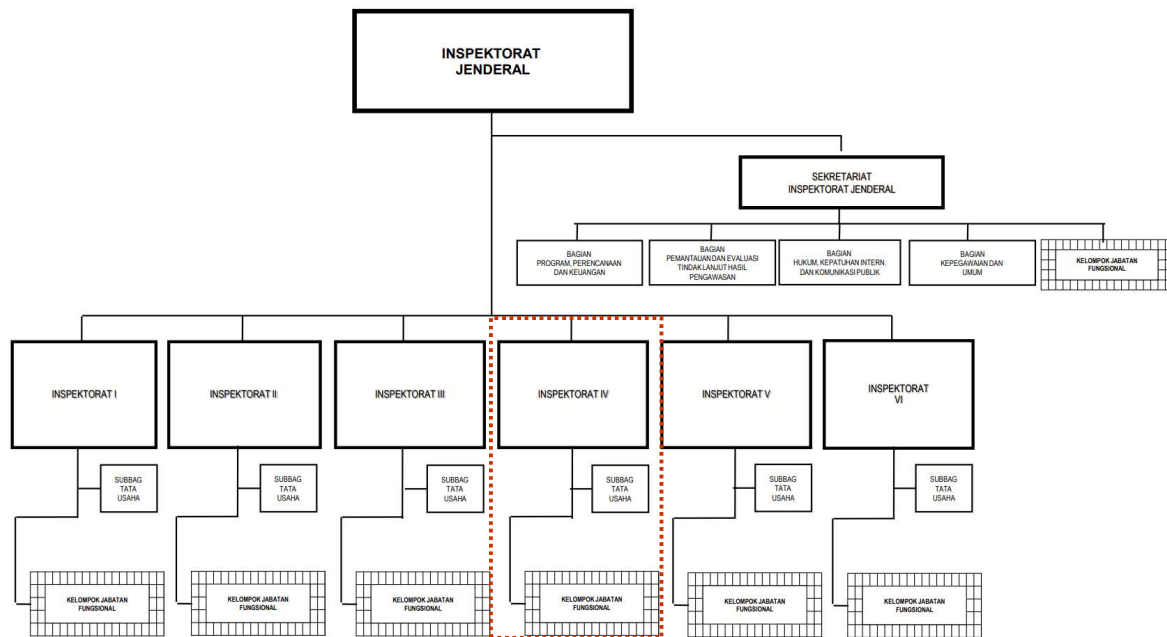 INSPEKTORAT
JENDERAL
SEKRETARIAT
INSPEKTORAT JENDERAL
BAGIAN
PROGRAM, PERENCANAAN
DAN KEUANGAN
BAGIAN
PEMANTAUAN DAN EVALUASI
TINDAK LANJUT HASIL
PENGAWASAN
BAGIAN
HUKUM, KEPATUHAN INTERN,
DAN KOMUNIKASI PUBLIK
BAGIAN
KEPEGAWAIAN DAN
UMUM
KELOMPOK JABATAN
FUNGSIONAL
INSPEKTORAT I
INSPEKTORAT II
INSPEKTORAT III
INSPEKTORAT IV
INSPEKTORAT V
INSPEKTORAT
VI
SUBBAG
TATA
USAHA
SUBBAG
TATA
USAHA
SUBBAG
TATA
USAHA
SUBBAG
TATA
USAHA
SUBBAG
TATA
USAHA
SUBBAG
TATA
USAHA
KELOMPOK JABATAN
FUNGSIONAL
KELOMPOK JABATAN
FUNGSIONAL
KELOMPOK JABATAN
FUNGSIONAL
KELOMPOK JABATAN
FUNGSIONAL
KELOMPOK JABATAN
FUNGSIONAL
KELOMPOK JABATAN
FUNGSIONAL